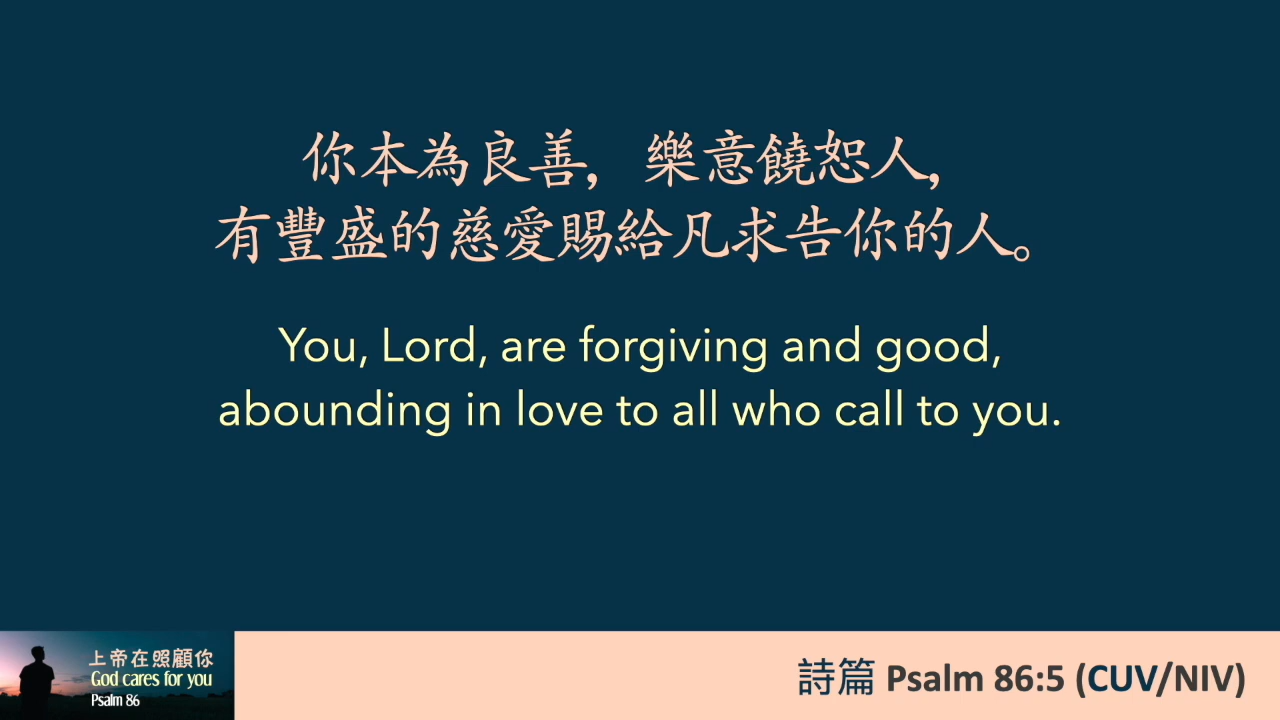 你本為良善，樂意饒恕人，
有豐盛的慈愛賜給凡求告你的人。
You, Lord, are forgiving and good,
abounding in love to all who call to you.
上帝在照顧你
God cares for you
Psalm 86
詩篇 Psalm 86:5 (CUV/NIV)